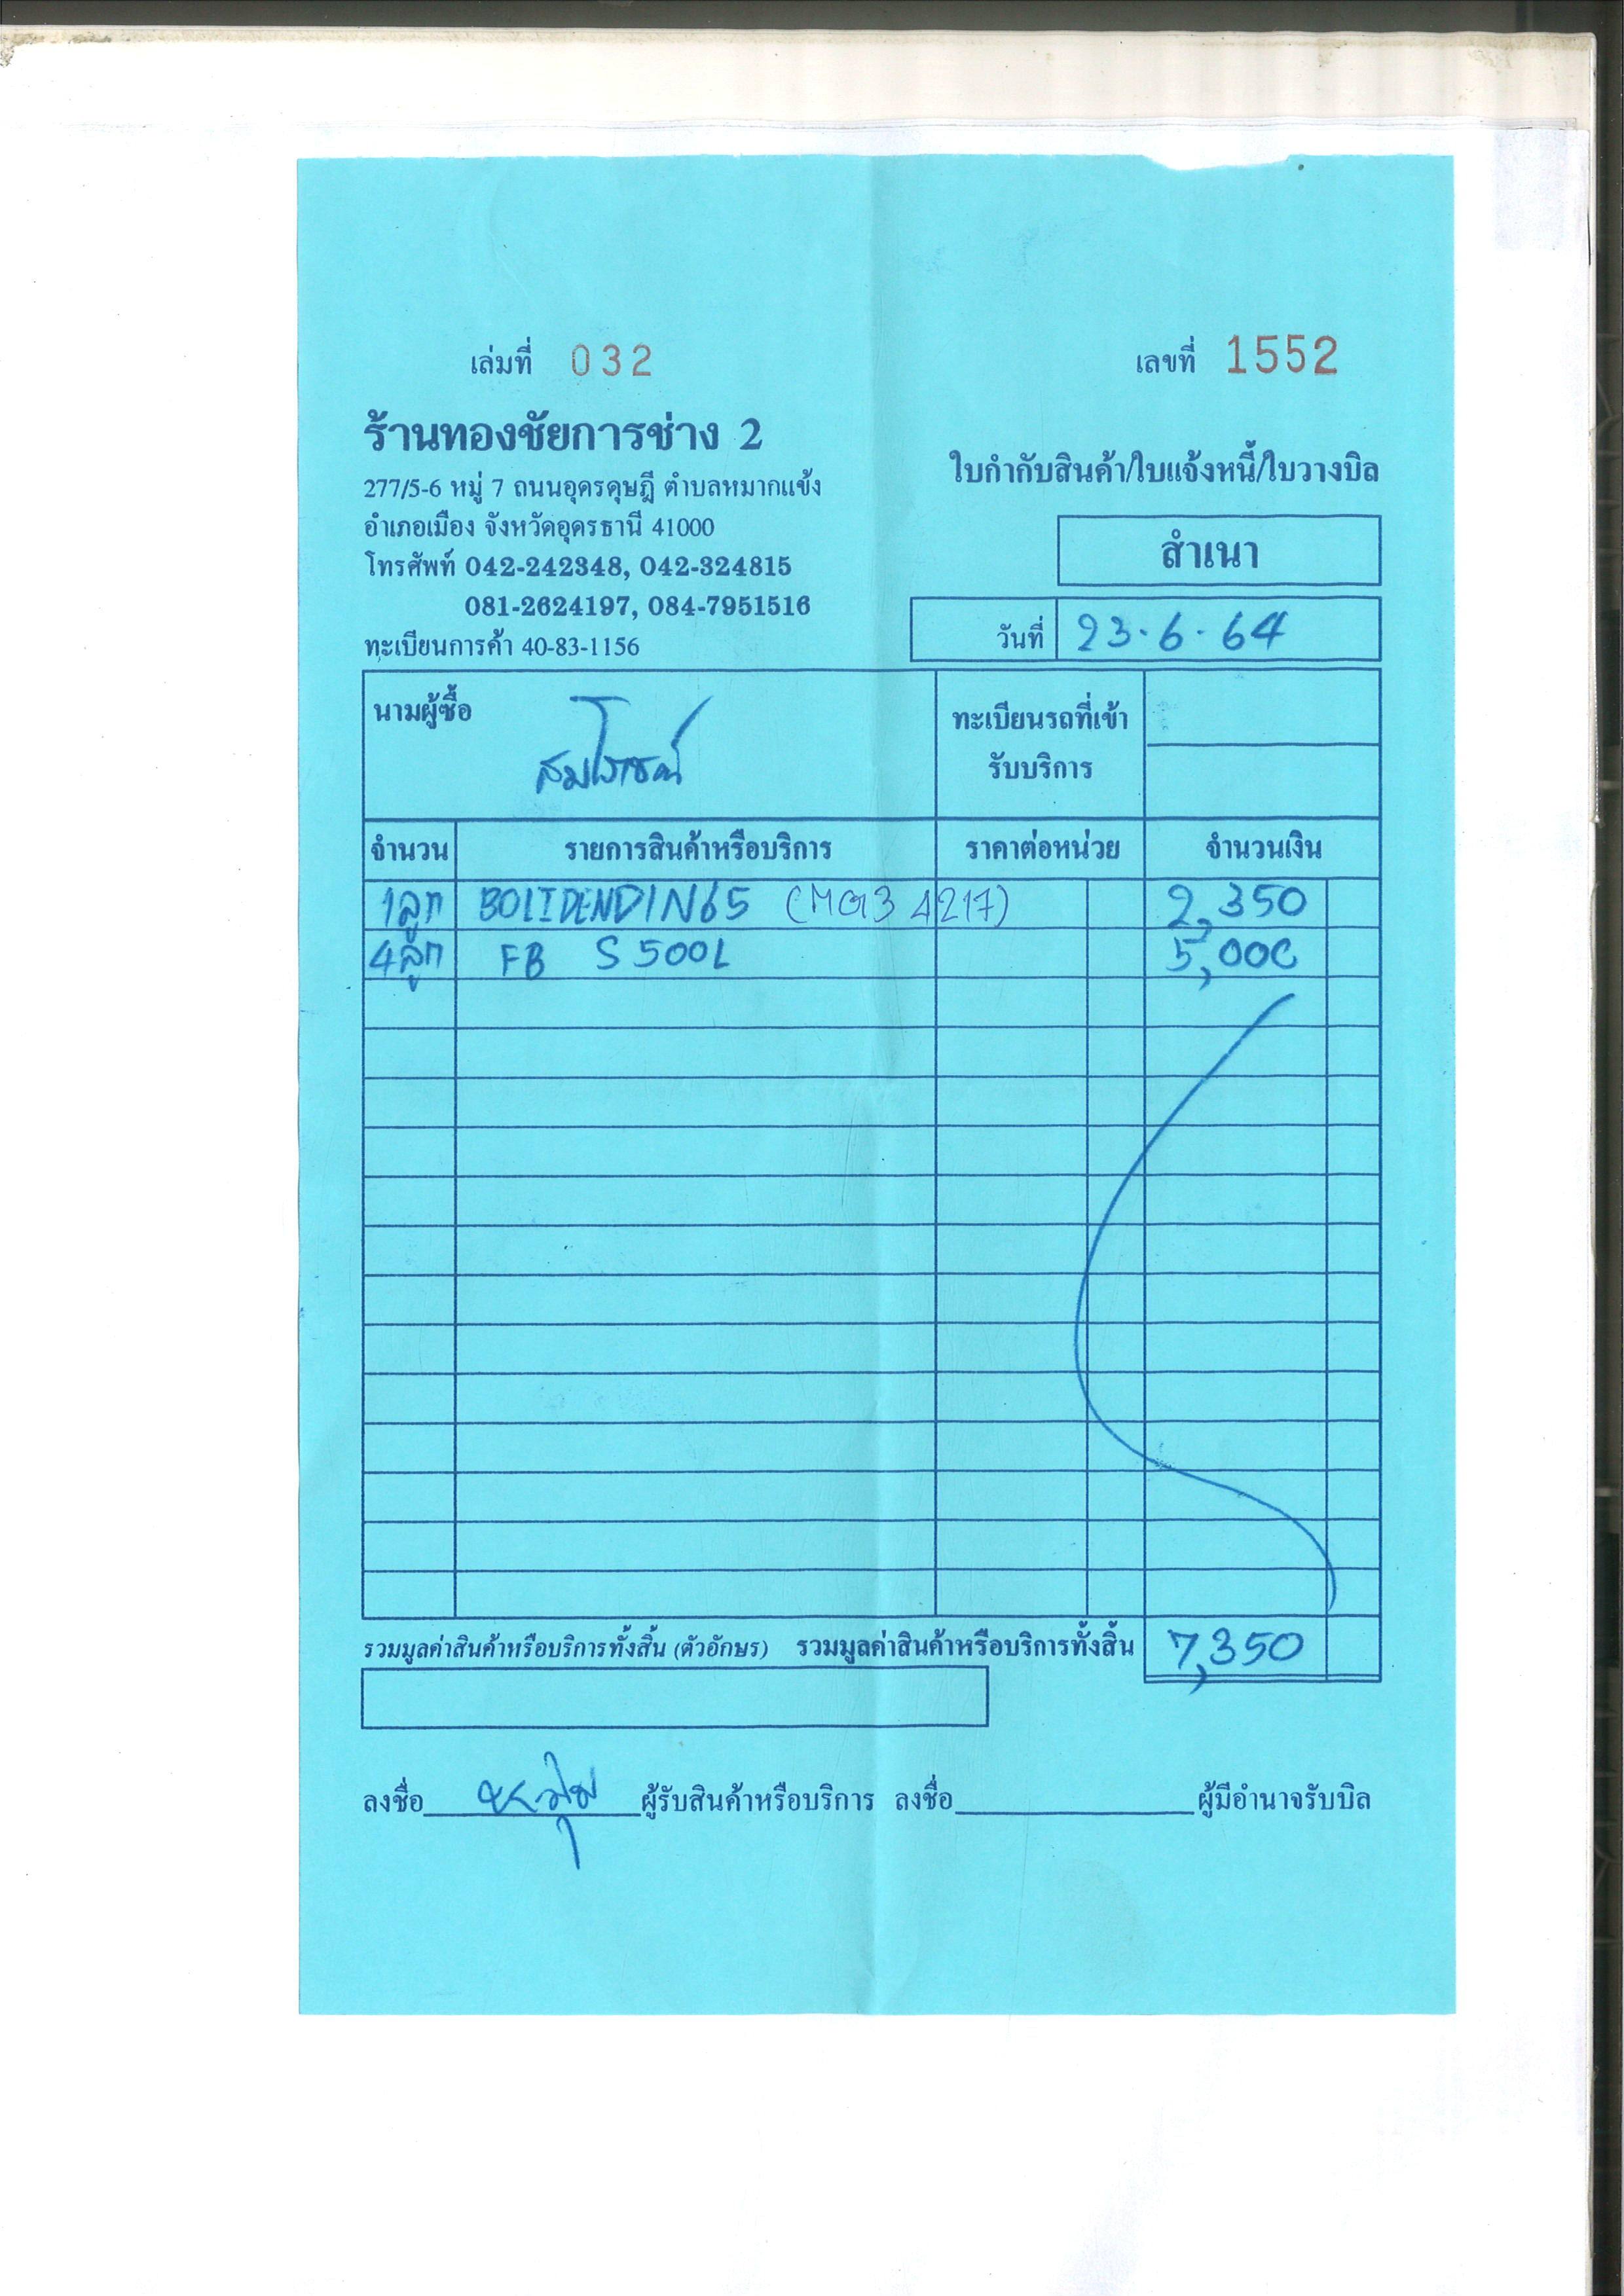 เล่มที่ 032
เลขที่ 1552
ร้านทองชัยการช่าง 2
277/5-6 หมู่ 7 ถนนอุดรดุษฎี ตำบลหมากแข้ง
อำเภอเมือง จังหวัดอุดรธานี 41000
โทรศัพท์ 042-242348, 042-324815
081-2624197, 084-7951516
ทะเบียนการค้า 40-83-1156
ใบกำกับสินค้า/ใบแจ้งหนี้/ใบวางบิล
สำเนา
วันที่ 23.6.64
นามผู้ซื้อ สมโภชน์
ทะเบียนรถที่เข้า
รับบริการ
จำนวน รายการสินค้าหรือบริการ ราคาต่อหน่วย จำนวนเงิน
1ลูก (MG3 4217) 2,350
4ลูก FB S500L 5,000
รวมมูลค่าสินค้าหรือบริการทั้งสิ้น (ตัวอักษร) รวมมูลค่าสินค้าหรือบริการทั้งสิ้น 7,350
ลงชื่อ ผู้รับสินค้าหรือบริการ ลงชื่อ ผู้มีอำนาจรับบิล